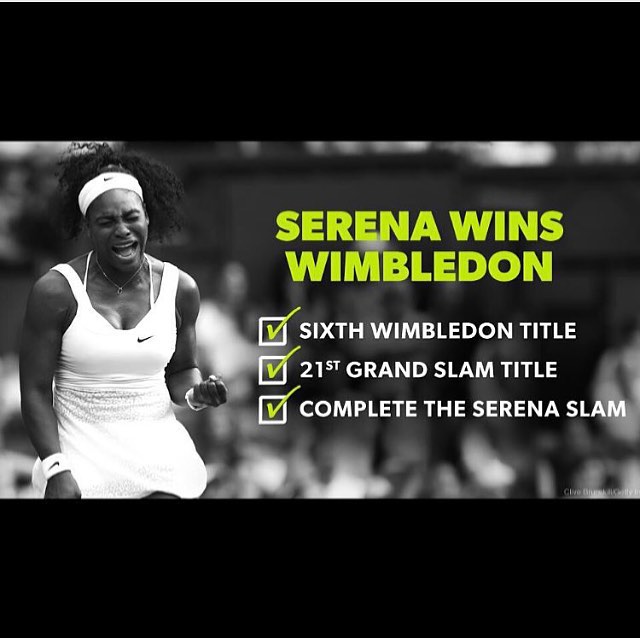 SERENA WINS
WIMBLEDON
SIXTH WIMBLEDON TITLE
21ST GRAND SLAM TITLE
COMPLETE THE SERENA SLAM